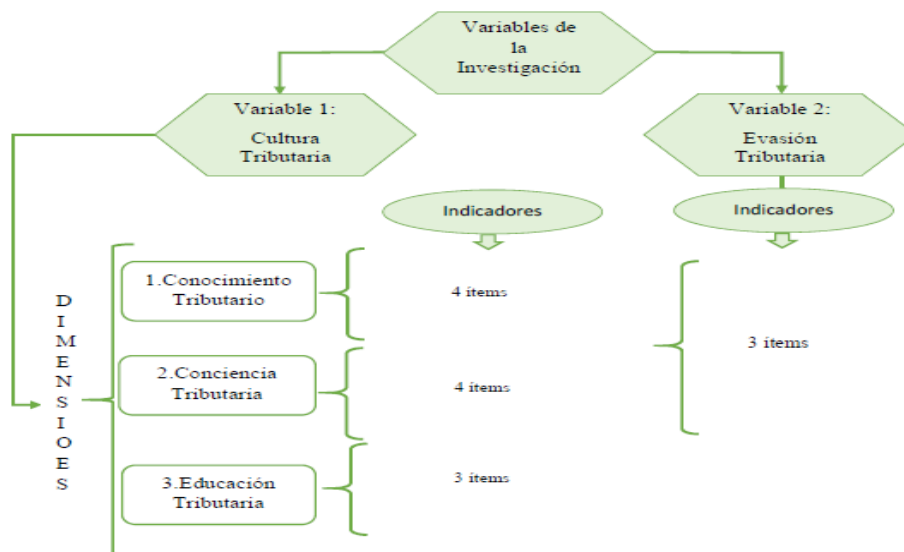 Variables de
la
Investigación
Variable 1:
Cultura
Tributaria
Variable 2:
Evasión
Tributaria
Indicadores
Indicadores
D
I
M
E
N
S
I
O
E
S
1.Conocimiento
Tributario
4 ítems
2.Conciencia
Tributaria
4 ítems
3.Educación
Tributaria
3 ítems
3 ítems